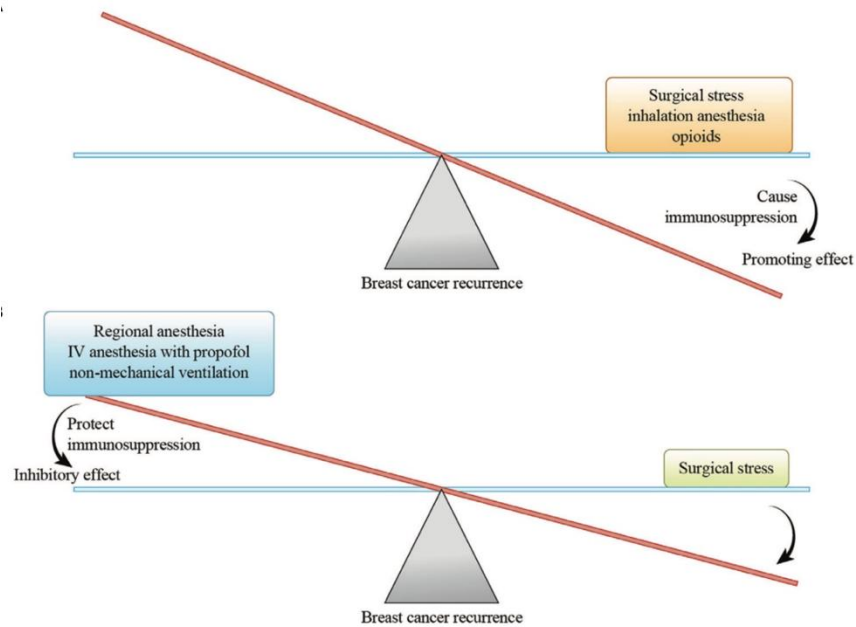 Surgical stress
inhalation anesthesia
opioids
Cause
immunosuppression
Promoting effect
Breast cancer recurrence
Regional anesthesia
IV anesthesia with propofol
non-mechanical ventilation
Protect
immunosuppression
Inhibitory effect
Surgical stress
Breast cancer recurrence